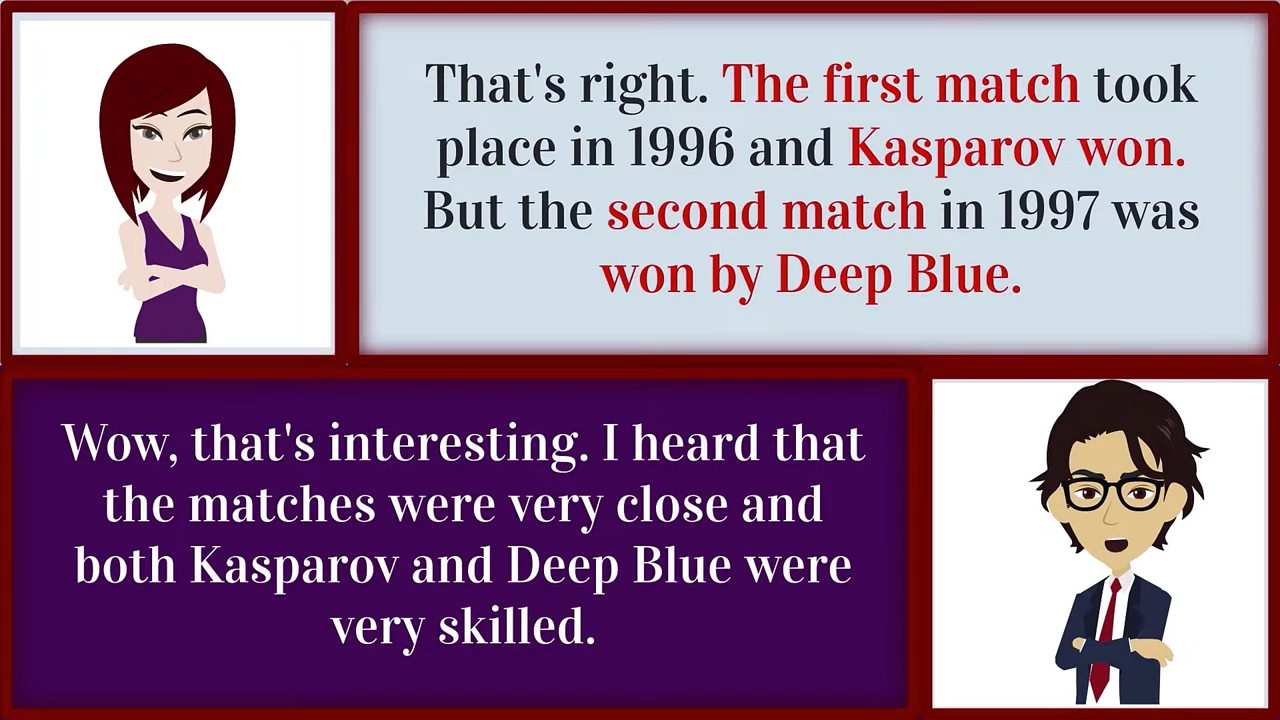 That's right. The first match took
place in 1996 and Kasparov won.
But the second match in 1997 was
won by Deep Blue.
Wow, that's interesting. I heard that
the matches were very close and
both Kasparov and Deep Blue were
very skilled.